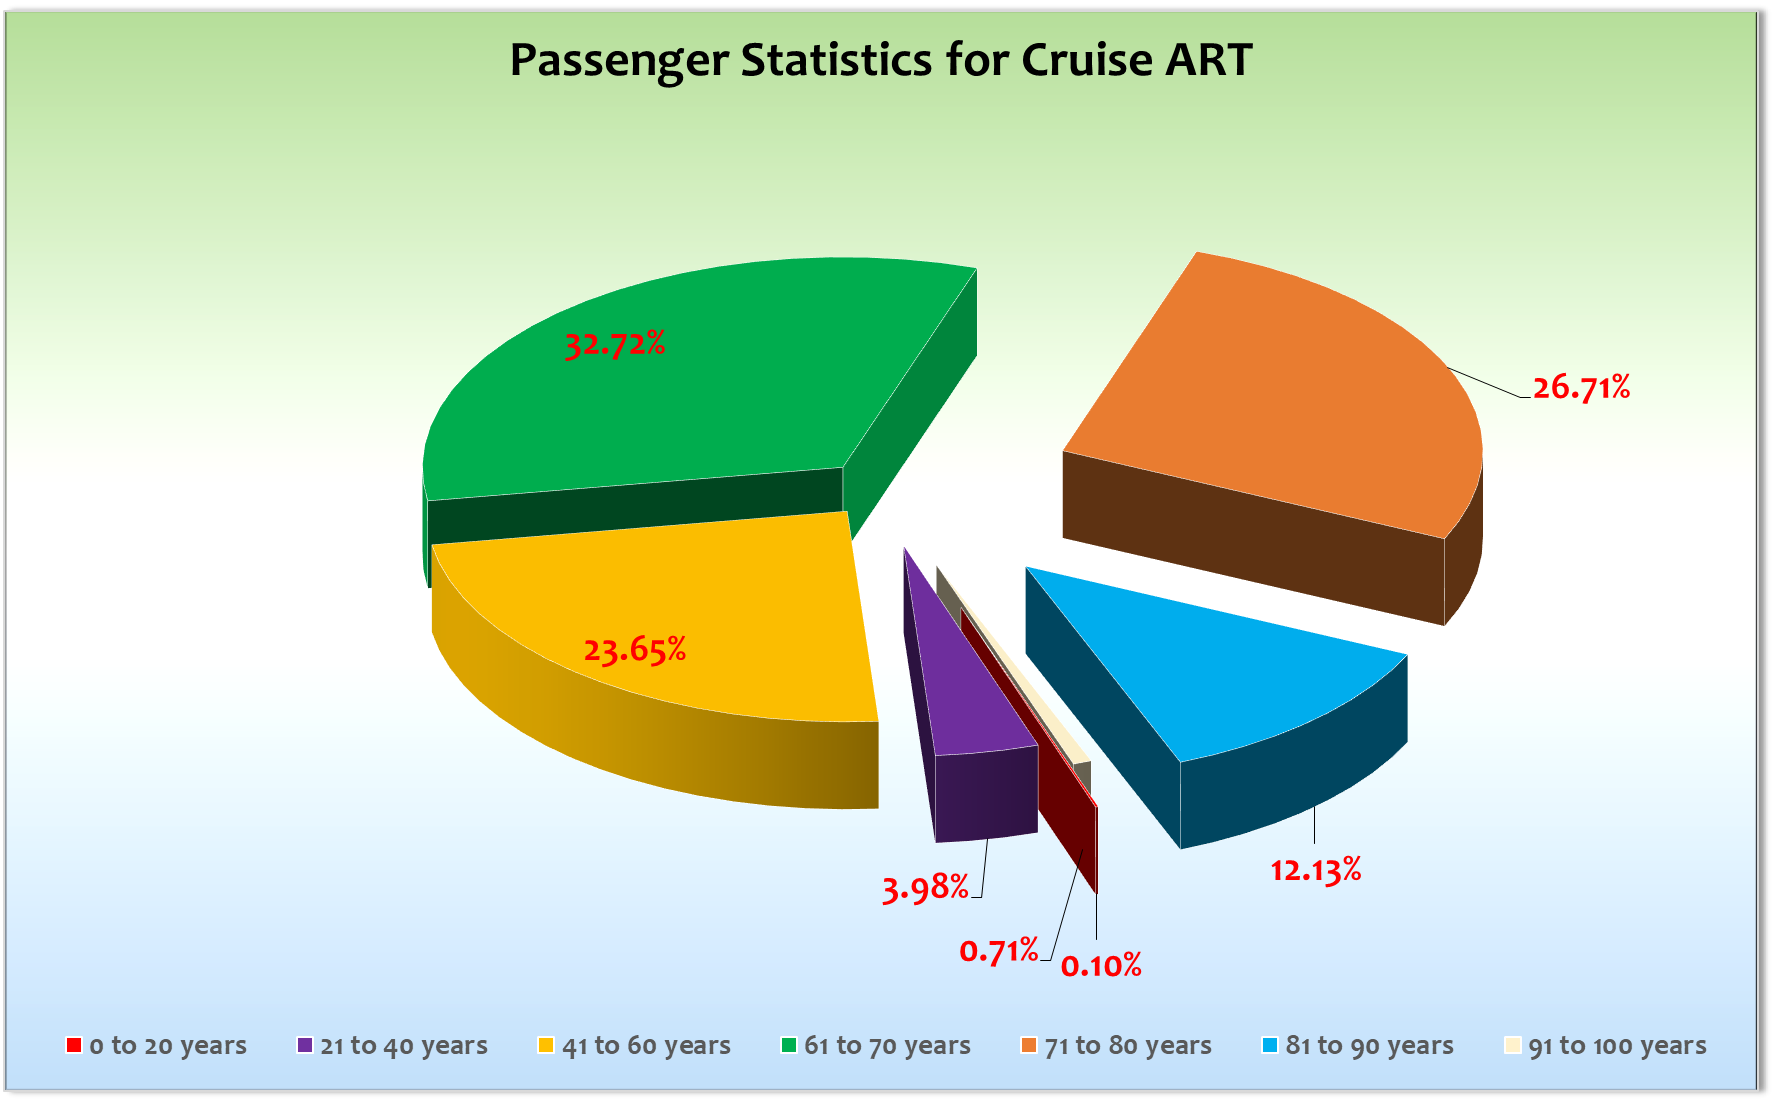 Passenger Statistics for Cruise ART
32.72%
26.71%
23.65%
12.13%
3.98%
0.71%
0.10%
0 to 20 years
21 to 40 years
41 to 60 years
61 to 70 years
71 to 80 years
81 to 90 years
91 to 100 years